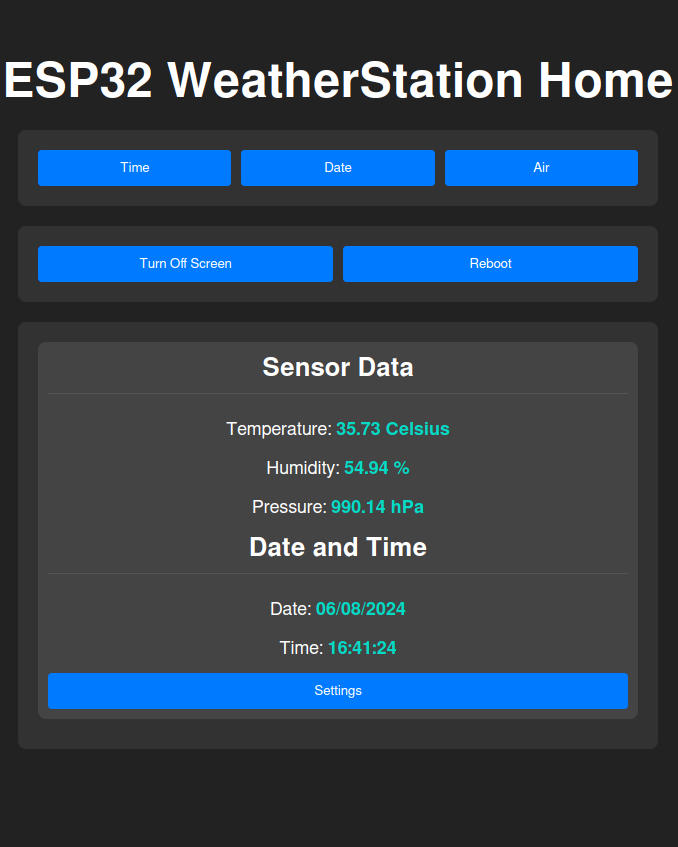 ESP32 WeatherStation Home
Time Date Air
Turn Off Screen Reboot
Sensor Data
Temperature: 35.73 Celsius
Humidity: 54.94 %
Pressure: 990.14 hPa
Date and Time
Date: 06/08/2024
Time: 16:41:24
Settings